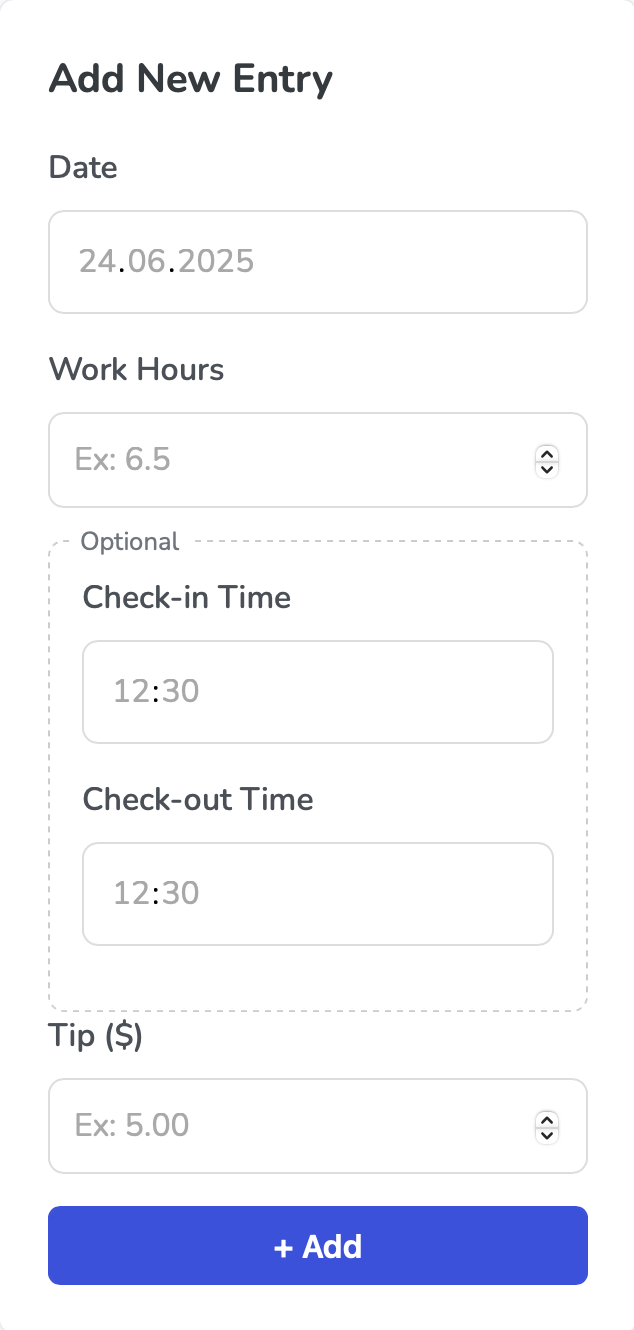 Add New Entry
Date
24.06.2025
Work Hours
Ex: 6.5
Optional
Check-in Time
12:30
Check-out Time
12:30
Tip ($)
Ex: 5.00
+ Add